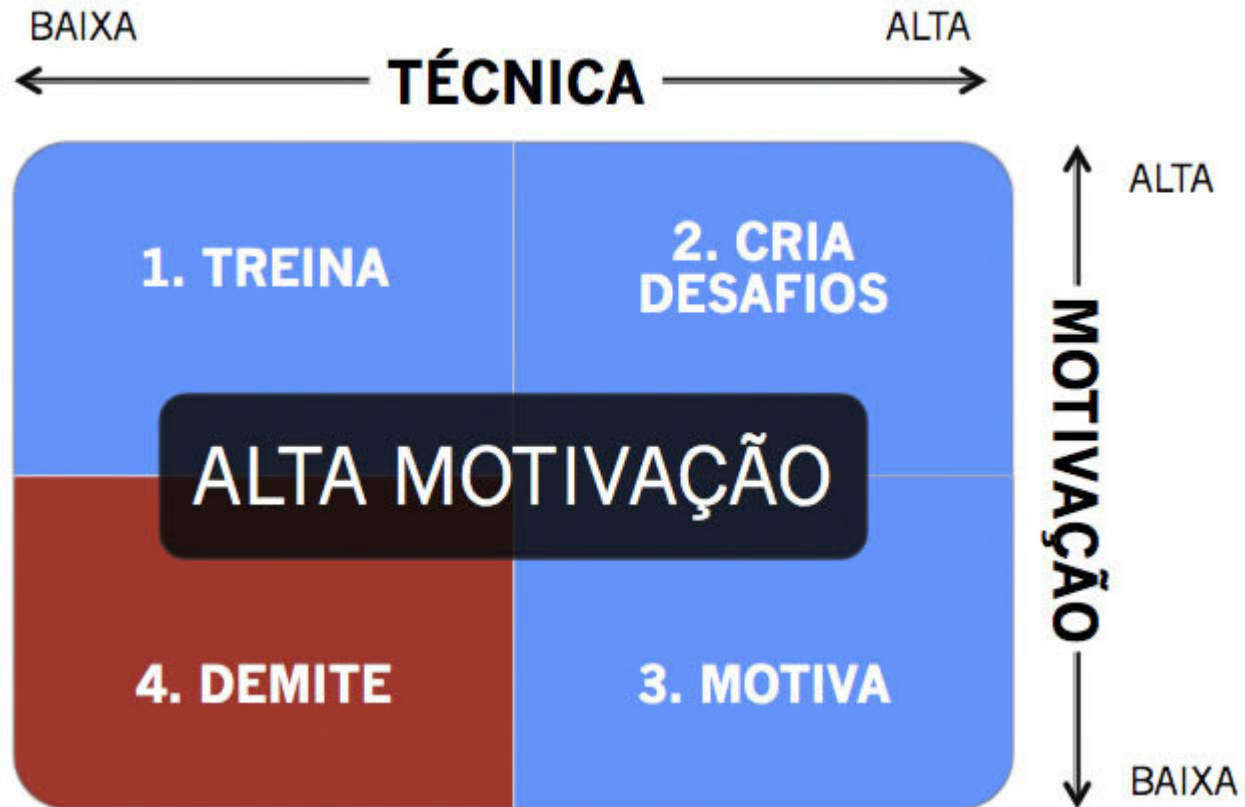 BAIXA
ALTA
TÉCNICA
ALTA
1. TREINA
2. CRIA
DESAFIOS
MOTIVAÇÃO
ALTA MOTIVAÇÃO
4. DEMITE
3. MOTIVA
BAIXA